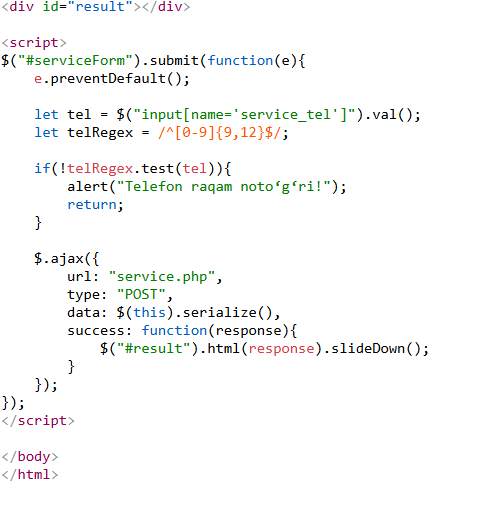 <div id="result"></div>
<script>
$("#serviceForm").submit(function(e){
    e.preventDefault();
    let tel = $("input[name='service_tel']").val();
    let telRegex = /^[0-9]{9,12}$/;
    if(!telRegex.test(tel)){
        alert("Telefon raqam noto‘g‘ri!");
        return;
    }
    $.ajax({
        url: "service.php",
        type: "POST",
        data: $(this).serialize(),
        success: function(response){
            $("#result").html(response).slideDown();
        }
    });
});
</script>
</body>
</html>